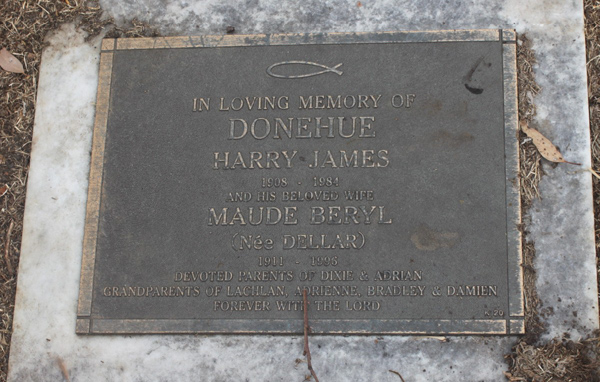 IN LOVING MEMORY OF
DONEHUE
HARRY JAMES
1908 - 1984
AND HIS BELOVED WIFE
MAUDE BERYL
(Née DELLAR)
1911 - 1996
DEVOTED PARENTS OF DIXIE & ADRIAN
GRANDPARENTS OF LACHLAN, ADRIENNE, BRADLEY & DAMIEN
FOREVER WITH THE LORD